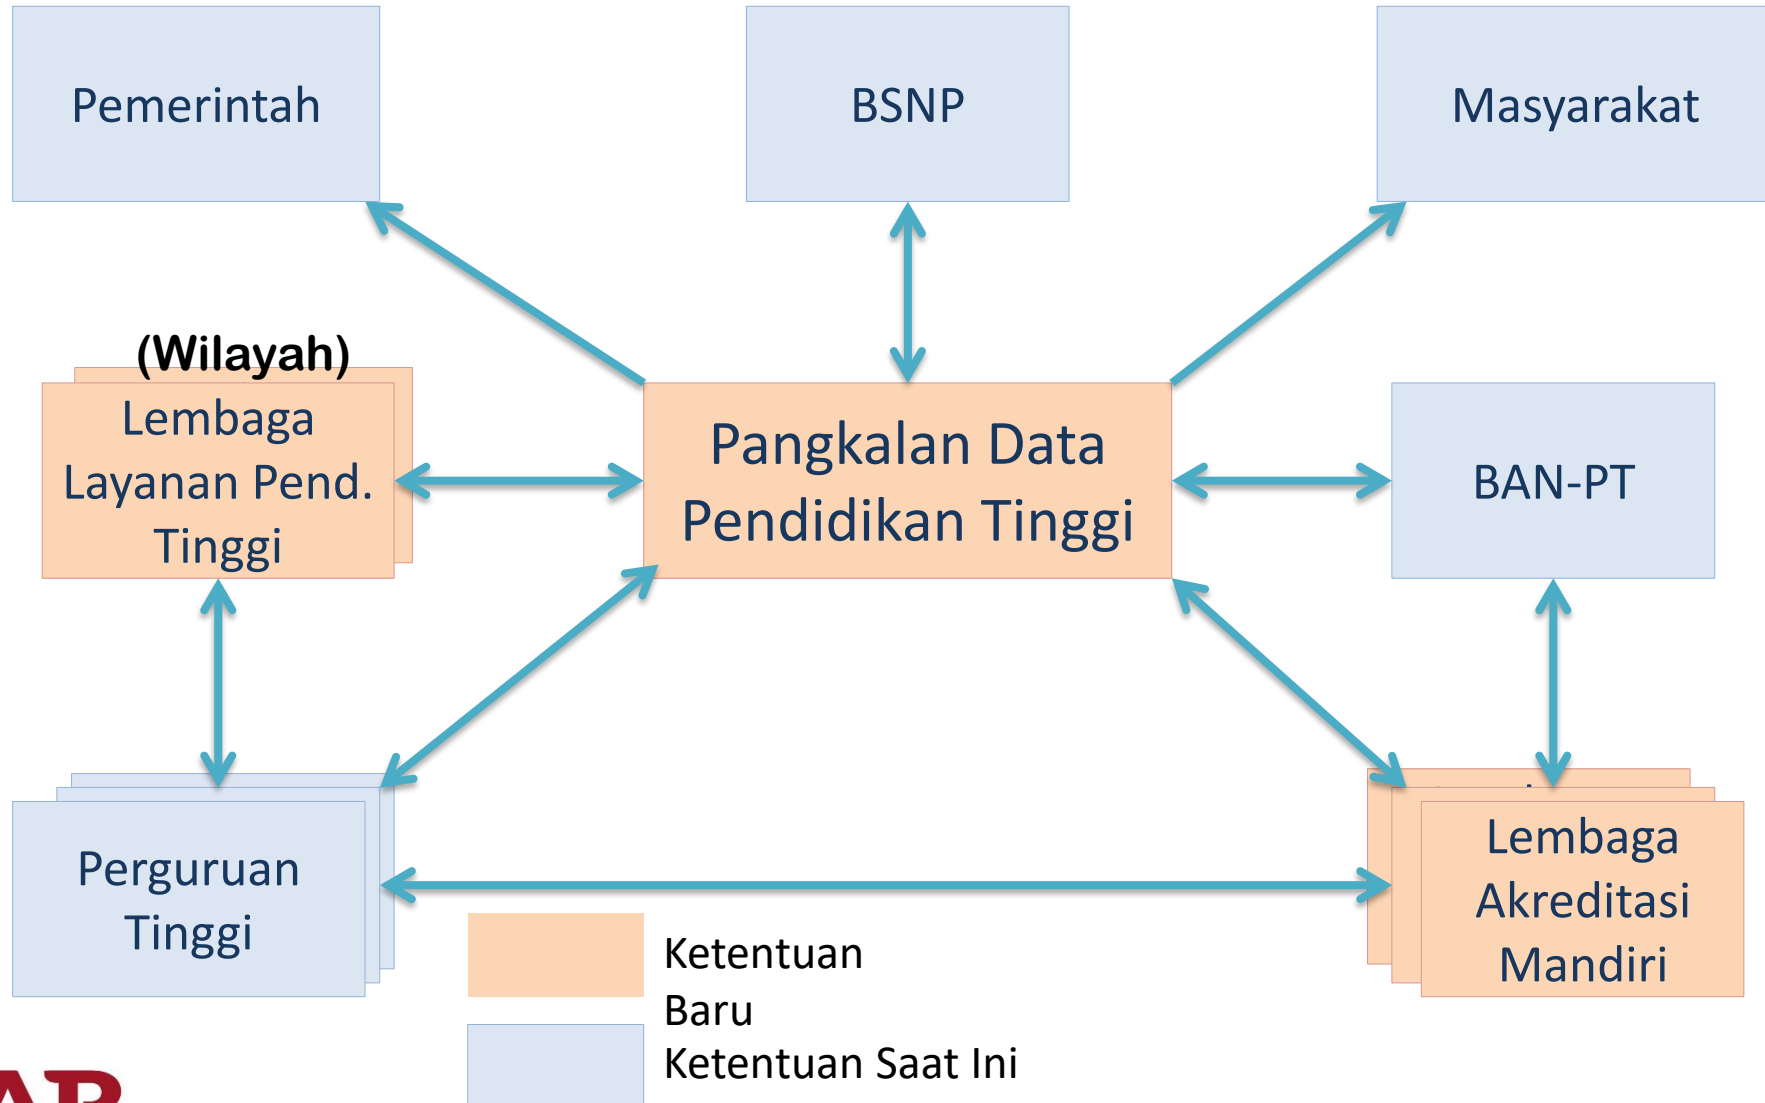 Pemerintah
BSNP
Masyarakat
(Wilayah)
Lembaga
Layanan Pend.
Tinggi
Pangkalan Data
Pendidikan Tinggi
BAN-PT
Perguruan
Tinggi
Lembaga
Akreditasi
Mandiri
Ketentuan
Baru
Ketentuan Saat Ini